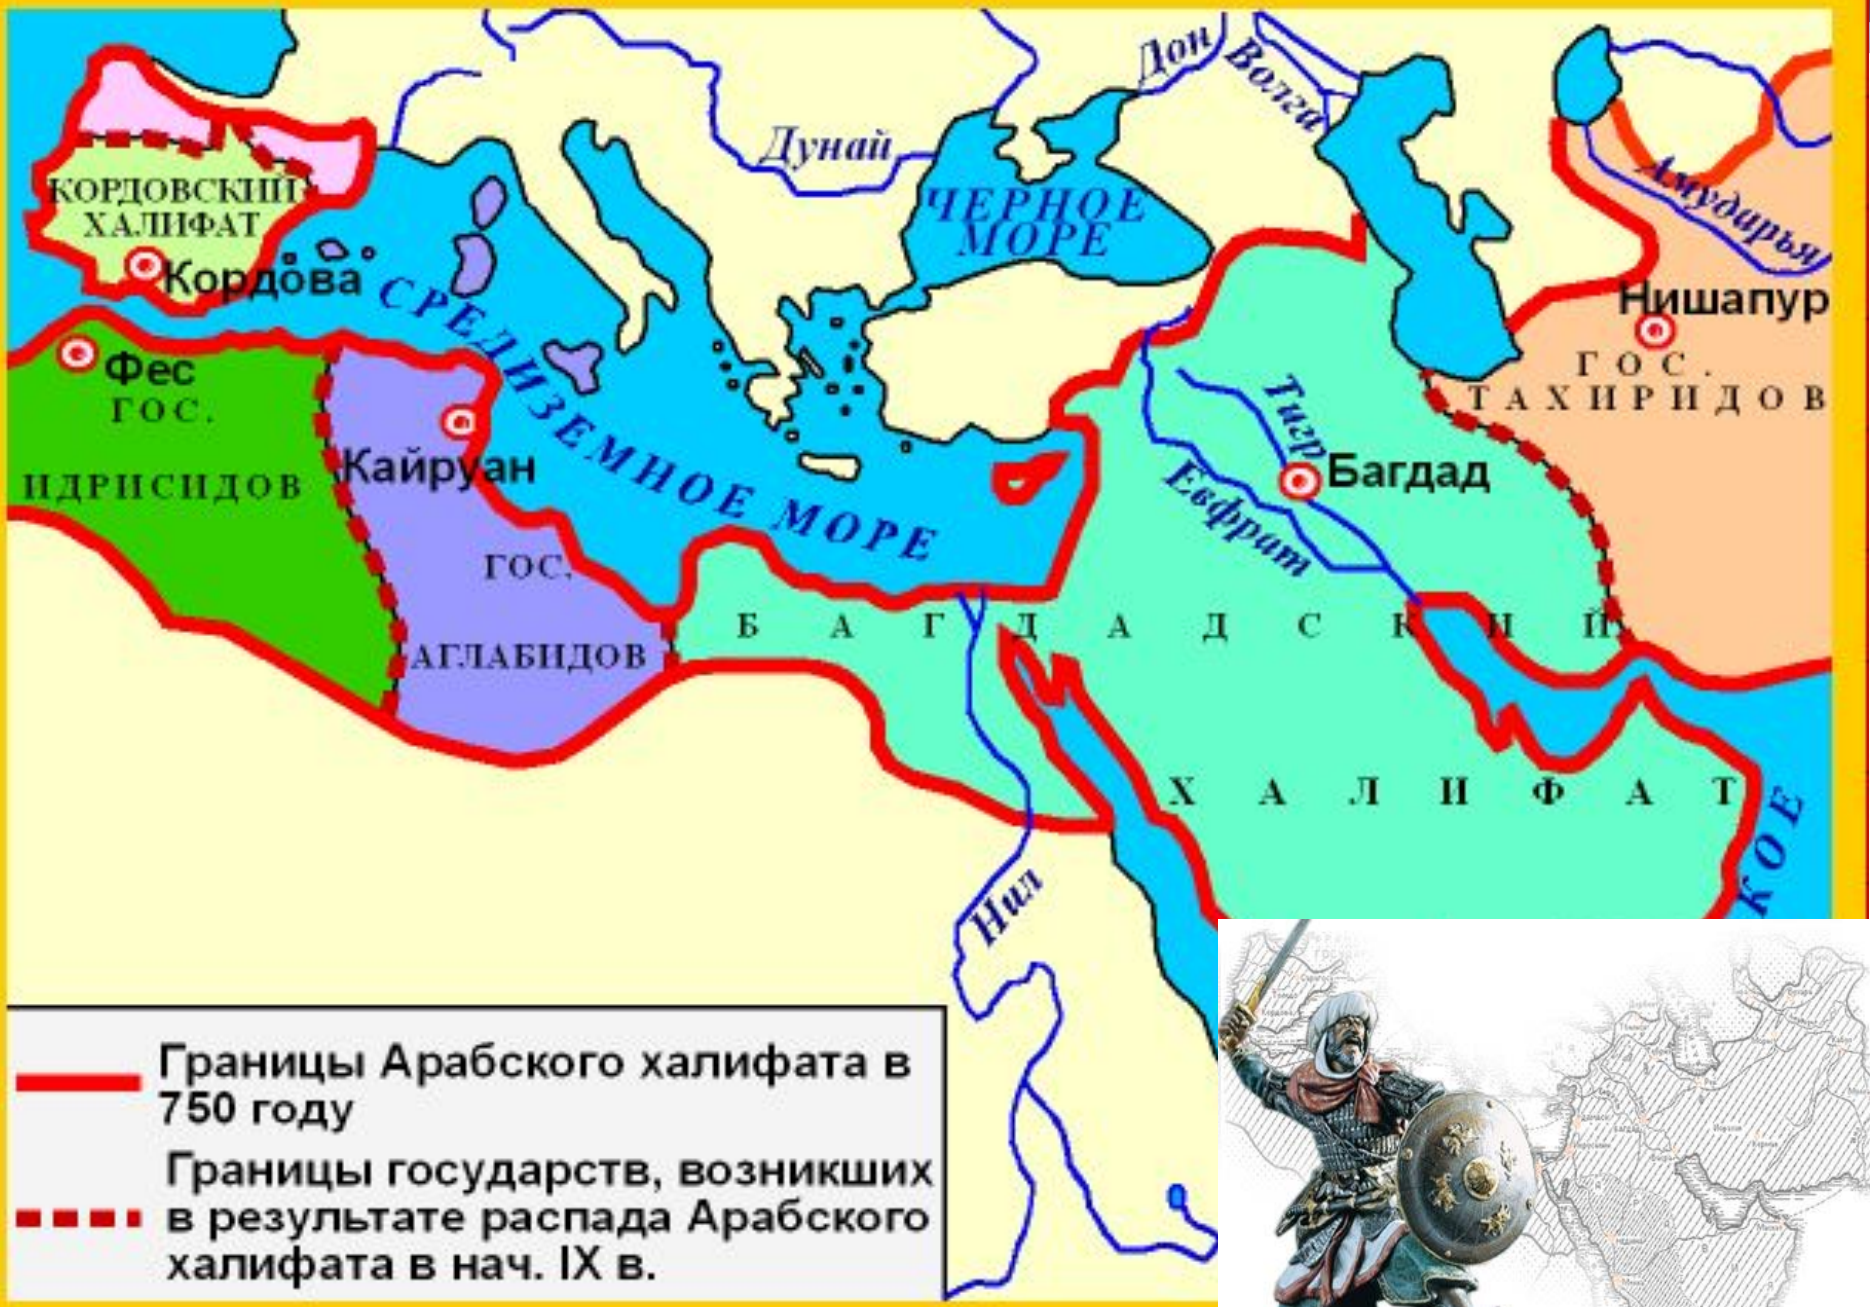 Дон
Волга
Дунай
ЧЕРНОЕ
МОРЕ
Амударья
КОРДОВСКИЙ
ХАЛИФАТ
Кордова
СРЕДИЗЕМНОЕ МОРЕ
Нишапур
ГОС.
ТАХИРИДОВ
Фес
ГОС.
ИДРИСИДОВ
Кайруан
ГОС.
АГЛАБИДОВ
Тигр
Багдад
Евфрат
БАГДАДСКИЙ
ХАЛИФАТ
КОЕ
Нил
Границы Арабского халифата в
750 году
Границы государств, возникших
в результате распада Арабского
халифата в нач. IX в.